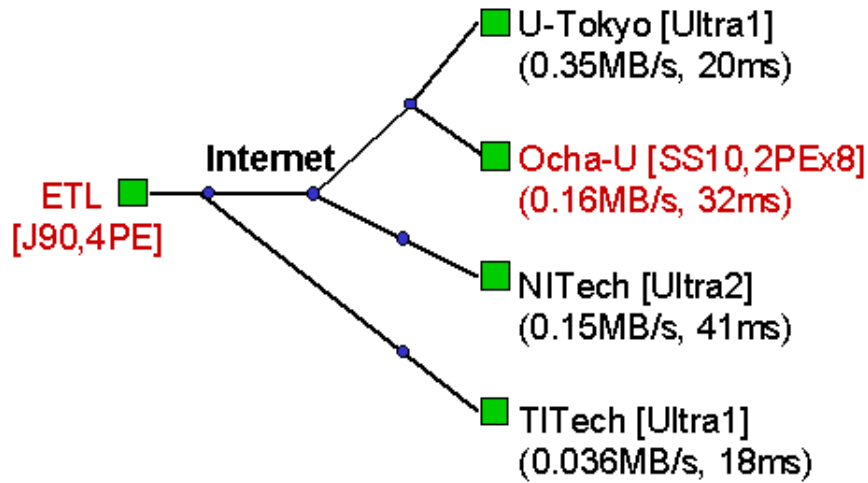 U-Tokyo [Ultra1]
(0.35MB/s, 20ms)
Internet
Ocha-U [SS10,2PEx8]
(0.16MB/s, 32ms)
ETL
[J90,4PE]
NITech [Ultra2]
(0.15MB/s, 41ms)
TITech [Ultra1]
(0.036MB/s, 18ms)